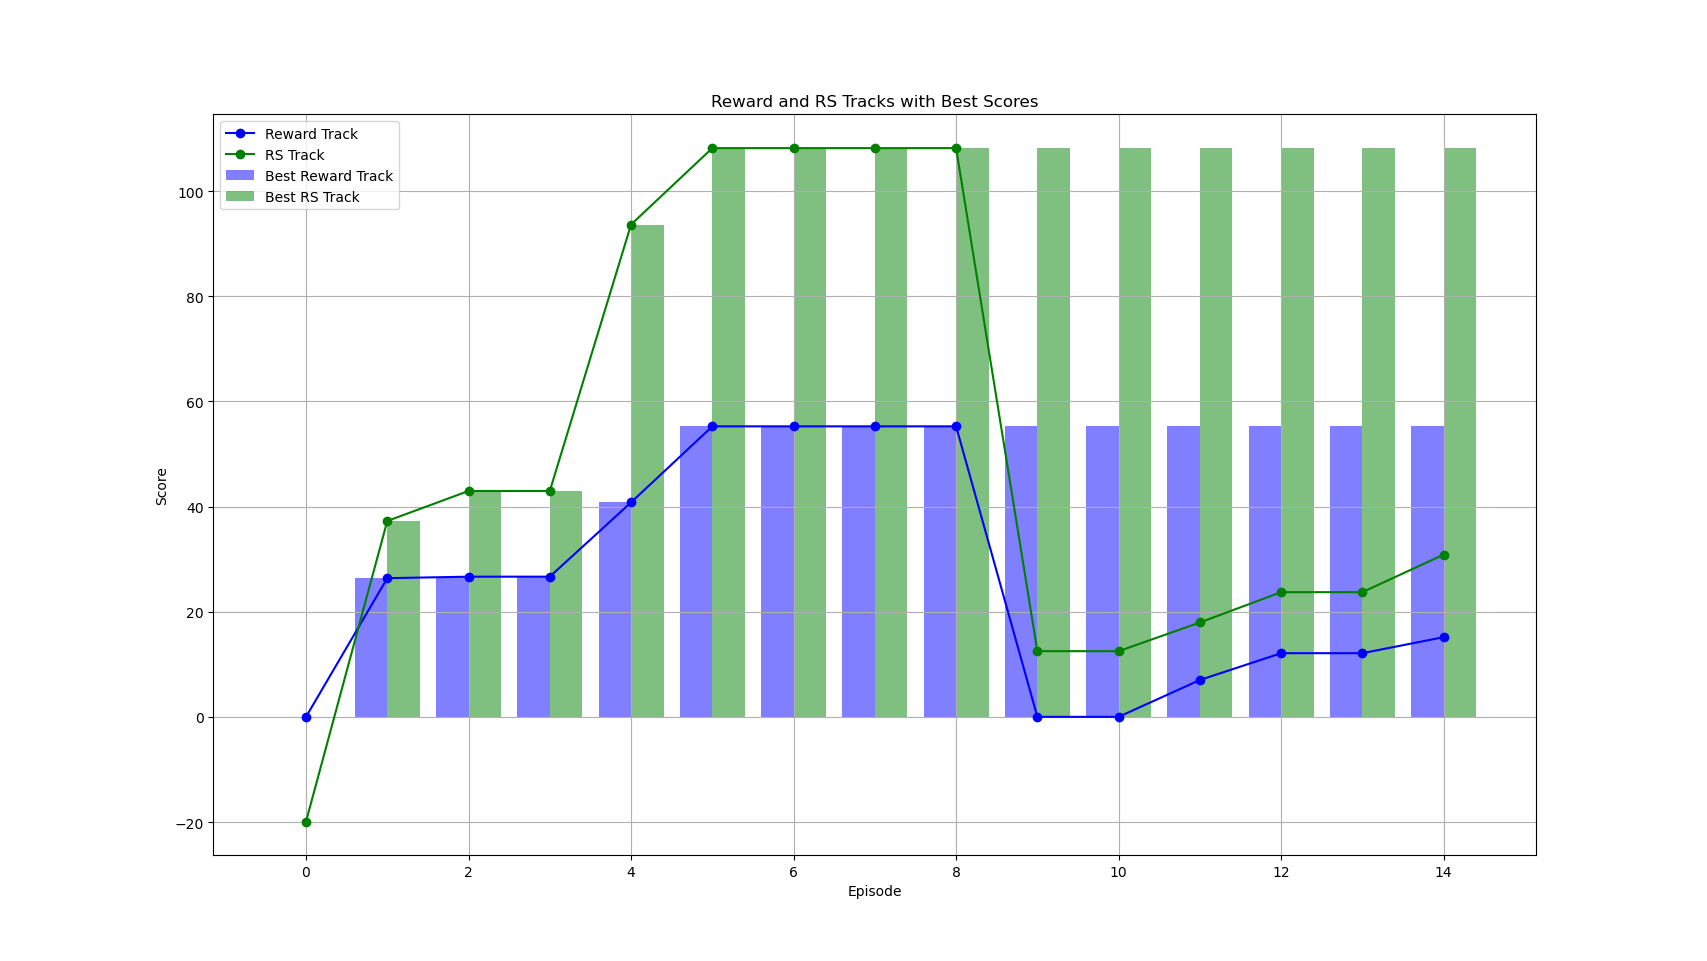 Reward and RS Tracks with Best Scores
Reward Track
RS Track
Best Reward Track
Best RS Track
100
80
60
40
20
0
−20
Score
0 2 4 6 8 10 12 14
Episode